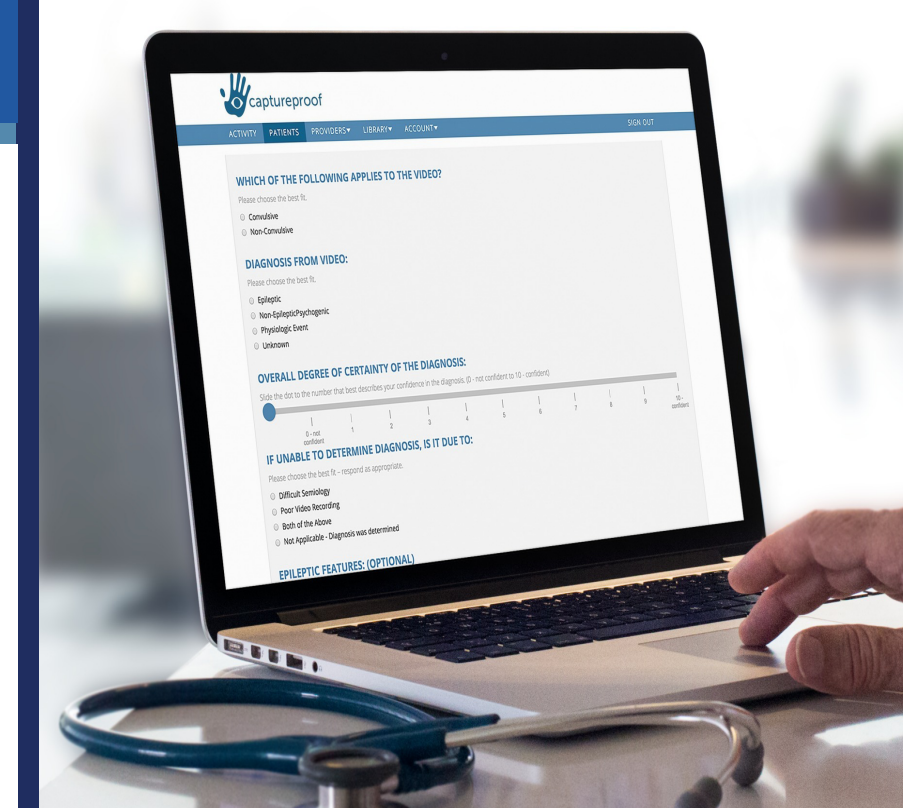 captureproof
ACTIVITY PATIENTS PROVIDERS▾ LIBRARY▾ ACCOUNT▾ SIGN OUT
WHICH OF THE FOLLOWING APPLIES TO THE VIDEO?
Please choose the best fit.
Convulsive
Non-Convulsive
DIAGNOSIS FROM VIDEO:
Please choose the best fit.
Epileptic
Non-EpilepticPsychogenic
Physiologic Event
Unknown
OVERALL DEGREE OF CERTAINTY OF THE DIAGNOSIS:
Slide the dot to the number that best describes your confidence in the diagnosis. (0 - not confident to 10 - confident)
0 - not confident 1 2 3 4 5 6 7 8 9 10 - confident
IF UNABLE TO DETERMINE DIAGNOSIS, IS IT DUE TO:
Please choose the best fit – respond as appropriate.
Difficult Semiology
Poor Video Recording
Both of the Above
Not Applicable - Diagnosis was determined
EPILEPTIC FEATURES: (OPTIONAL)